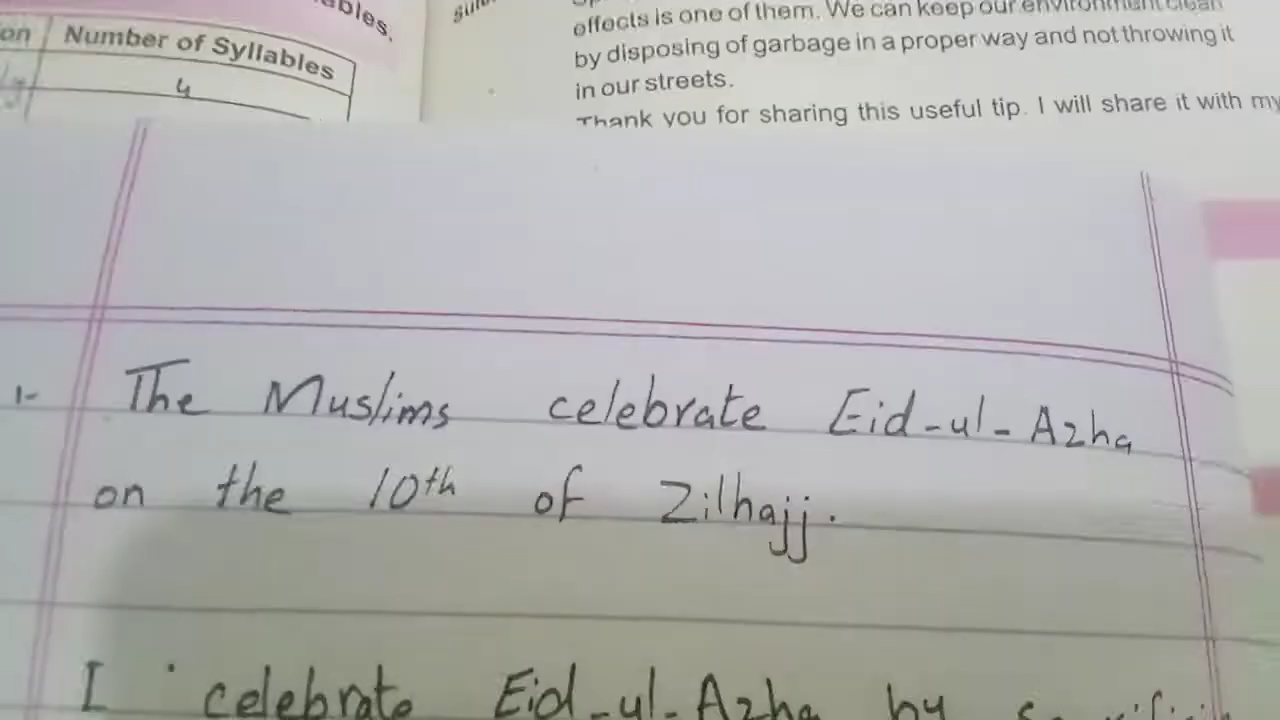 Number of Syllables
4
effects is one of them. We can keep our environment clean
by disposing of garbage in a proper way and not throwing it
in our streets.
Thank you for sharing this useful tip. I will share it with my
1- The Muslims celebrate Eid-ul-Azha
on the 10th of Zilhajj.
I celebrate Eid-ul-Azha by